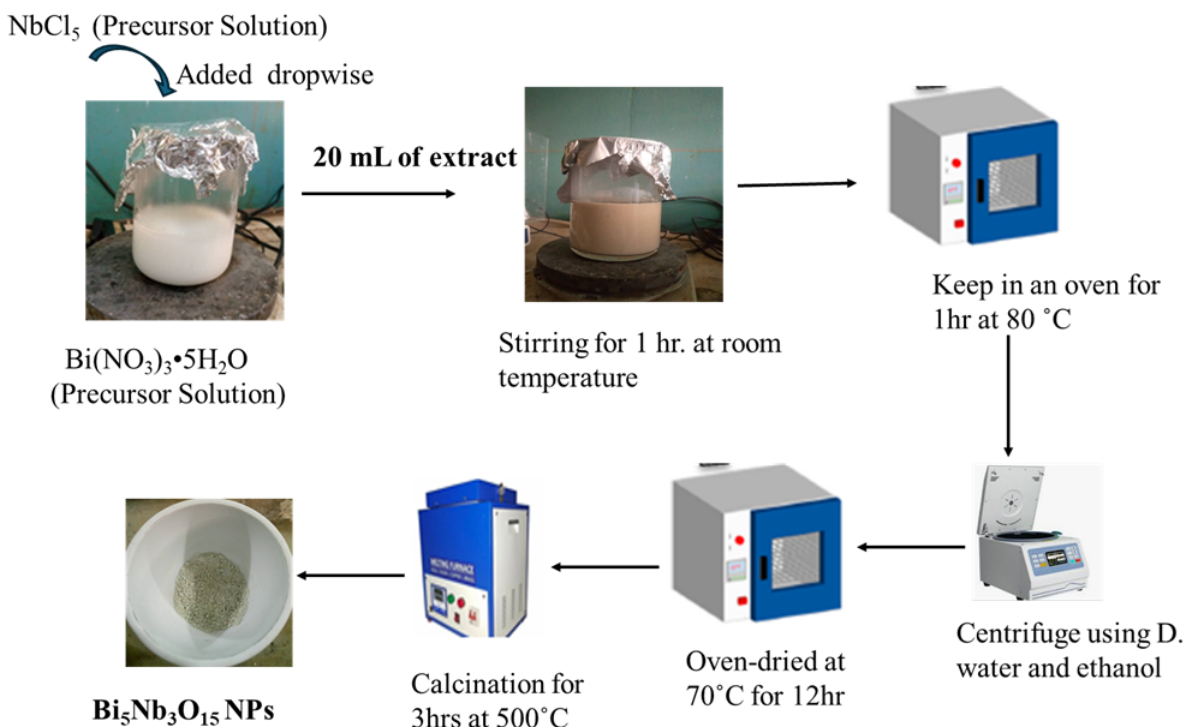 NbCl₅ (Precursor Solution)
Added dropwise
20 mL of extract
Bi(NO₃)₃•5H₂O
(Precursor Solution)
Stirring for 1 hr. at room
temperature
Keep in an oven for
1hr at 80 ˚C
Centrifuge using D.
water and ethanol
Oven-dried at
70˚C for 12hr
MELTING FURNACE
Calcination for
3hrs at 500˚C
Bi₅Nb₃O₁₅ NPs